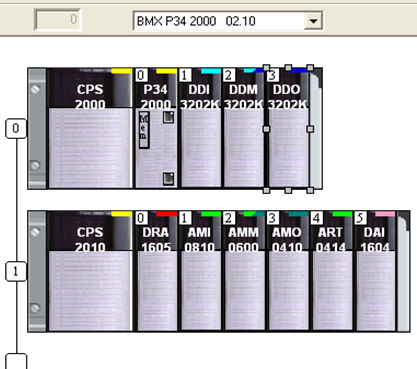 0
BMX P34 2000 02.10
0 1 2 3
CPS P34 DDI DDM DDO
2000 2000 3202K 3202K 3202K
0
0 1 2 3 4 5
CPS DRA AMI AMM AMO ART DAI
2010 1605 0810 0600 0410 0414 1604
1